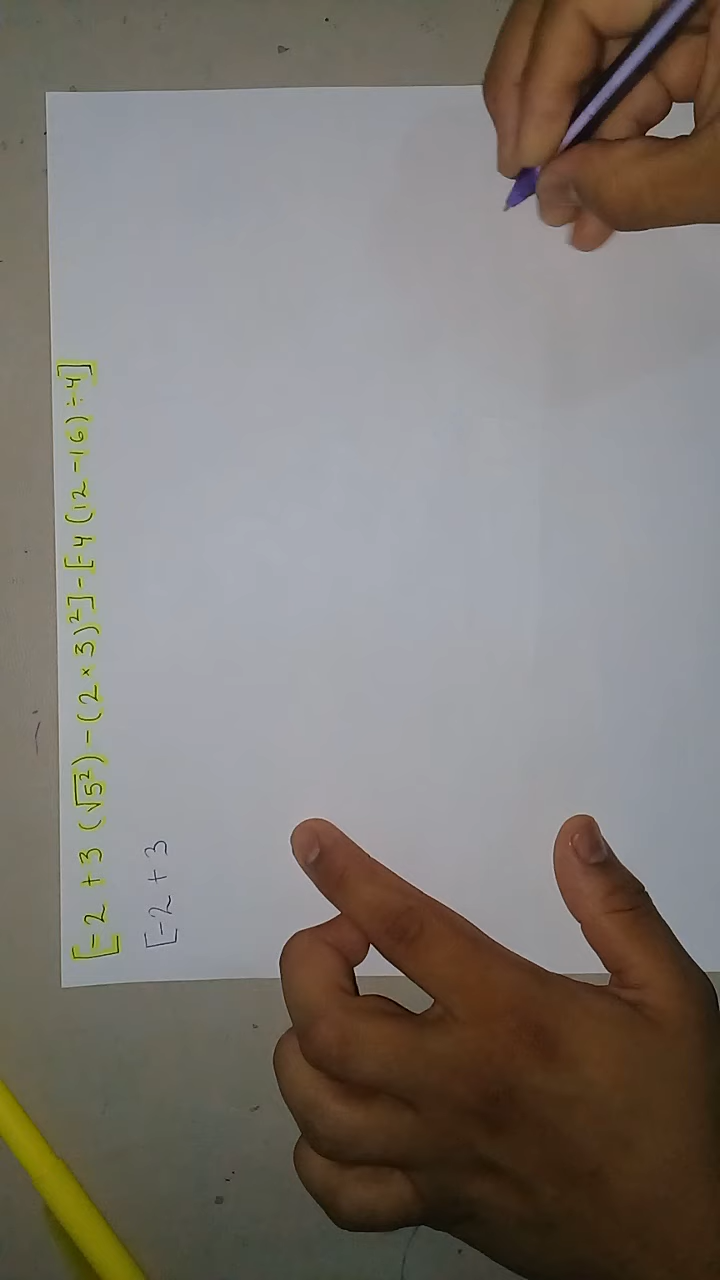 [-2 + 3 (√5²) - (2 × 3)²] - [-4 (12 - 16) ÷ 4]
[-2 + 3